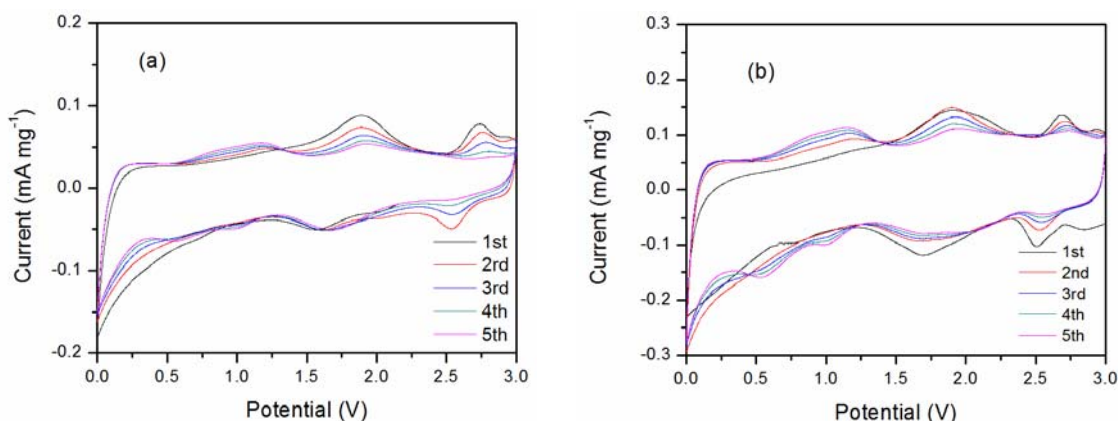 (a)
Current (mA mg-1)
0.2
0.1
0.0
-0.1
-0.2
0.0 0.5 1.0 1.5 2.0 2.5 3.0
Potential (V)
1st
2rd
3rd
4th
5th
(b)
Current (mA mg-1)
0.3
0.2
0.1
0.0
-0.1
-0.2
-0.3
0.0 0.5 1.0 1.5 2.0 2.5 3.0
Potential (V)
1st
2nd
3rd
4th
5th